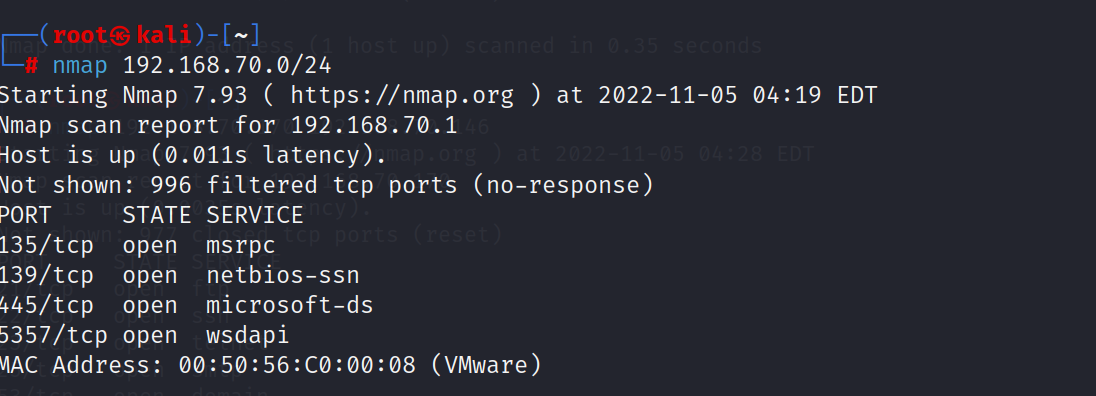 ┌──(root㉿kali)-[~]
└─# nmap 192.168.70.0/24
Starting Nmap 7.93 ( https://nmap.org ) at 2022-11-05 04:19 EDT
Nmap scan report for 192.168.70.1
Host is up (0.011s latency).
Not shown: 996 filtered tcp ports (no-response)
PORT     STATE SERVICE
135/tcp  open  msrpc
139/tcp  open  netbios-ssn
445/tcp  open  microsoft-ds
5357/tcp open  wsdapi
MAC Address: 00:50:56:C0:00:08 (VMware)